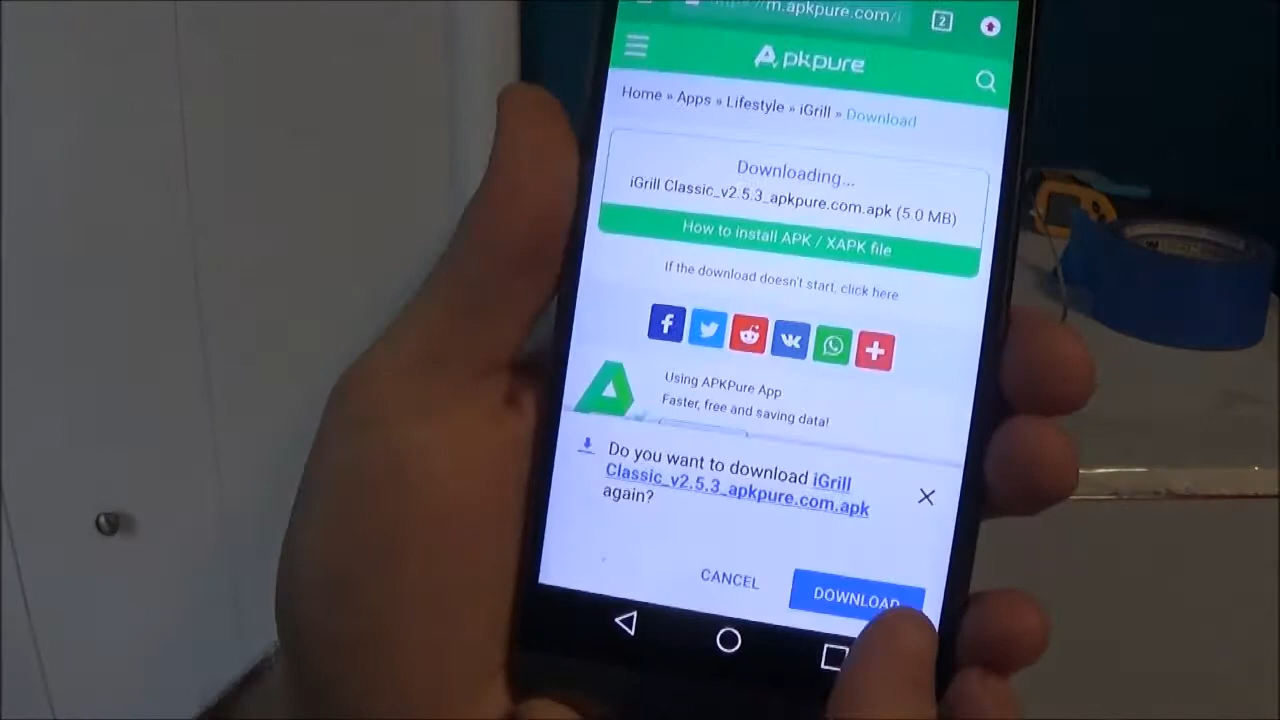 https://m.apkpure.com/i
2
Apkpure
Home » Apps » Lifestyle » iGrill » Download
Downloading...
iGrill Classic_v2.5.3_apkpure.com.apk (5.0 MB)
How to install APK / XAPK file
If the download doesn't start, click here
Using APKPure App
Faster, free and saving data!
Do you want to download iGrill
Classic_v2.5.3_apkpure.com.apk
again?
CANCEL
DOWNLOAD